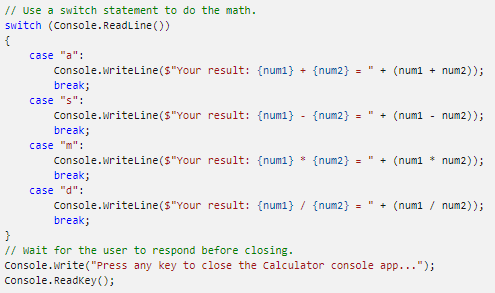 // Use a switch statement to do the math.
switch (Console.ReadLine())
{
    case "a":
        Console.WriteLine($"Your result: {num1} + {num2} = " + (num1 + num2));
        break;
    case "s":
        Console.WriteLine($"Your result: {num1} - {num2} = " + (num1 - num2));
        break;
    case "m":
        Console.WriteLine($"Your result: {num1} * {num2} = " + (num1 * num2));
        break;
    case "d":
        Console.WriteLine($"Your result: {num1} / {num2} = " + (num1 / num2));
        break;
}
// Wait for the user to respond before closing.
Console.Write("Press any key to close the Calculator console app...");
Console.ReadKey();